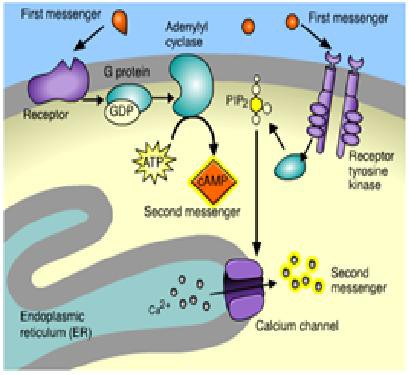 First messenger
First messenger
Adenylyl
cyclase
G protein
GDP
Receptor
PIP2
ATP
cAMP
Receptor
tyrosine
kinase
Second messenger
Second
messenger
Ca2+
Endoplasmic
reticulum (ER)
Calcium channel